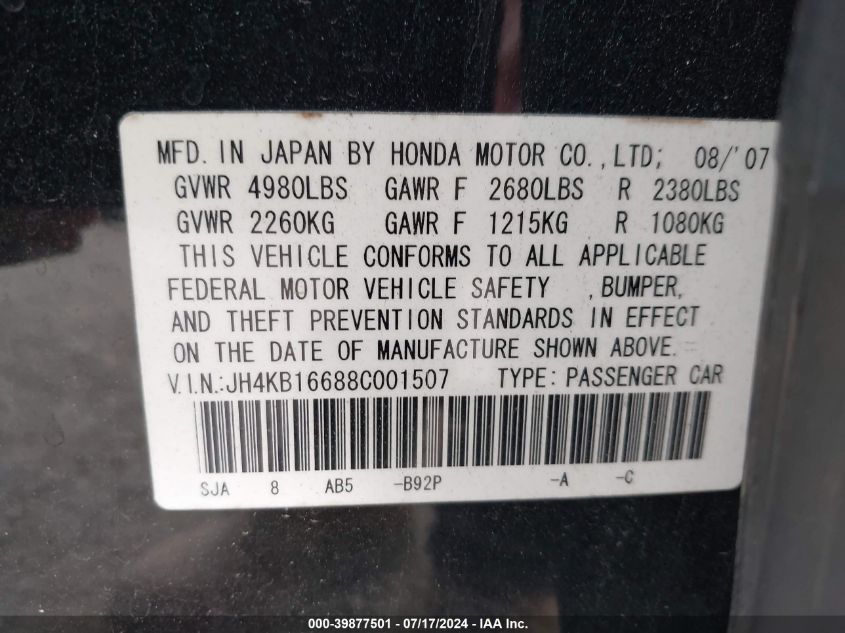 MFD. IN JAPAN BY HONDA MOTOR CO.,LTD; 08/'07
GVWR 4980LBS GAWR F 2680LBS R 2380LBS
GVWR 2260KG GAWR F 1215KG R 1080KG
THIS VEHICLE CONFORMS TO ALL APPLICABLE
FEDERAL MOTOR VEHICLE SAFETY ,BUMPER,
AND THEFT PREVENTION STANDARDS IN EFFECT
ON THE DATE OF MANUFACTURE SHOWN ABOVE.
V.I.N.:JH4KB16688C001507 TYPE: PASSENGER CAR
SJA 8 AB5 -B92P -A -C
000-39877501 - 07/17/2024 - IAA Inc.